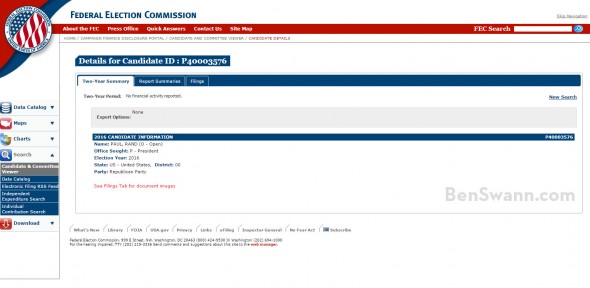 FEDERAL ELECTION COMMISSION
Skip Navigation
About the FEC Press Office Quick Answers Contact Us Site Map FEC Search
HOME / CAMPAIGN FINANCE DISCLOSURE PORTAL / CANDIDATE AND COMMITTEE VIEWER / CANDIDATE DETAILS
Details for Candidate ID : P40003576
Two-Year Summary Report Summaries Filings
Two-Year Period: No financial activity reported.
New Search
None
Export Options:
2016 CANDIDATE INFORMATION P40003576
Name: PAUL, RAND (O - Open)
Office Sought: P - President
Election Year: 2016
State: US - United States, District: 00
Party: Republican Party
See Filings Tab for document images
Data Catalog
Maps
Charts
Search
Candidate & Committee Viewer
Data Catalog
Electronic Filing RSS Feed
Independent
Expenditure Search
Individual
Contribution Search
Download
BenSwann.com
What's New Library FOIA USA.gov Privacy Links eFiling Inspector General No Fear Act Subscribe
Federal Election Commission, 999 E Street, NW, Washington, DC 20463 (800) 424-9530 In Washington (202) 694-1000
For the hearing impaired, TTY (202) 219-3336 Send comments and suggestions about this site to the web manager.